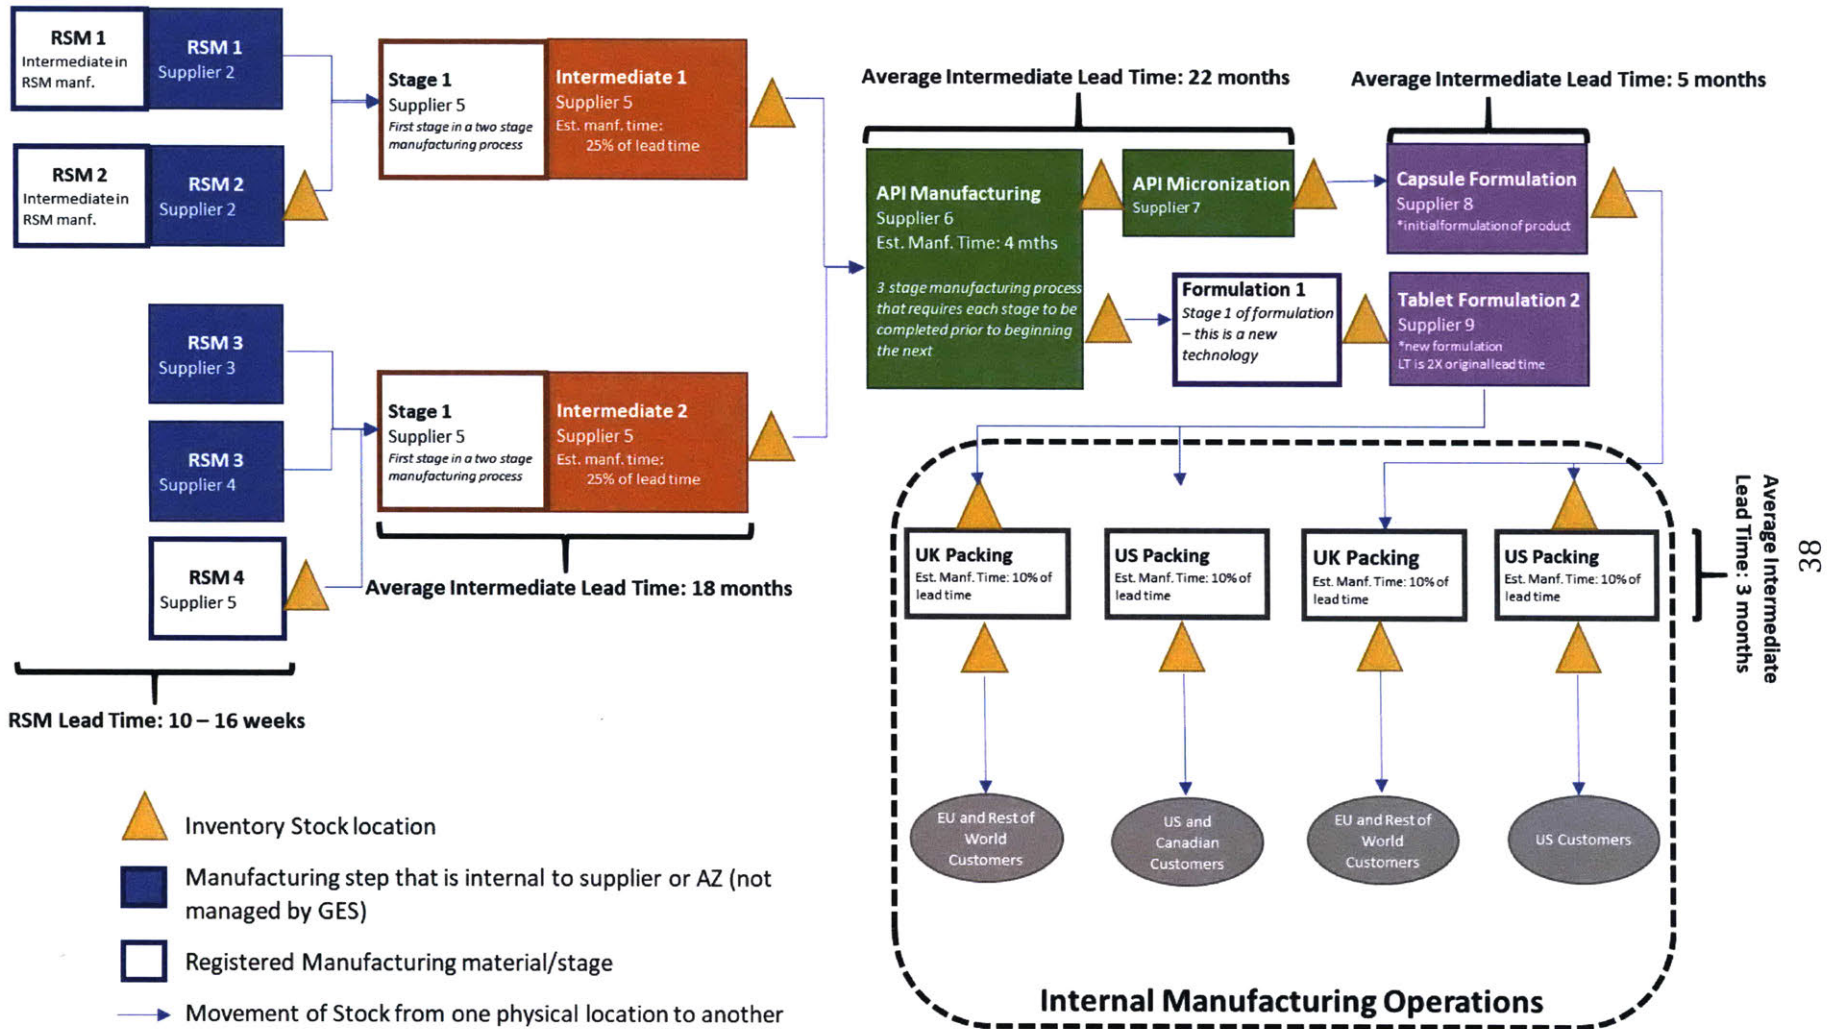 RSM 1
Intermediate in
RSM manf.
RSM 1
Supplier 2
RSM 2
Intermediate in
RSM manf.
RSM 2
Supplier 2
RSM 3
Supplier 3
RSM 3
Supplier 4
RSM 4
Supplier 5
RSM Lead Time: 10 – 16 weeks
Stage 1
Supplier 5
First stage in a two stage
manufacturing process
Intermediate 1
Supplier 5
Est. manf. time:
25% of lead time
Stage 1
Supplier 5
First stage in a two stage
manufacturing process
Intermediate 2
Supplier 5
Est. manf. time:
25% of lead time
Average Intermediate Lead Time: 18 months
Average Intermediate Lead Time: 22 months
API Manufacturing
Supplier 6
Est. Manf. Time: 4 mths
3 stage manufacturing process
that requires each stage to be
completed prior to beginning
the next
API Micronization
Supplier 7
Formulation 1
Stage 1 of formulation
– this is a new
technology
Average Intermediate Lead Time: 5 months
Capsule Formulation
Supplier 8
*initial formulation of product
Tablet Formulation 2
Supplier 9
*new formulation
LT is 2X original lead time
UK Packing
Est. Manf. Time: 10% of
lead time
US Packing
Est. Manf. Time: 10% of
lead time
UK Packing
Est. Manf. Time: 10% of
lead time
US Packing
Est. Manf. Time: 10% of
lead time
Average Intermediate
Lead Time: 3 months
38
EU and Rest of
World
Customers
US and
Canadian
Customers
EU and Rest of
World
Customers
US Customers
Internal Manufacturing Operations
Inventory Stock location
Manufacturing step that is internal to supplier or AZ (not
managed by GES)
Registered Manufacturing material/stage
Movement of Stock from one physical location to another